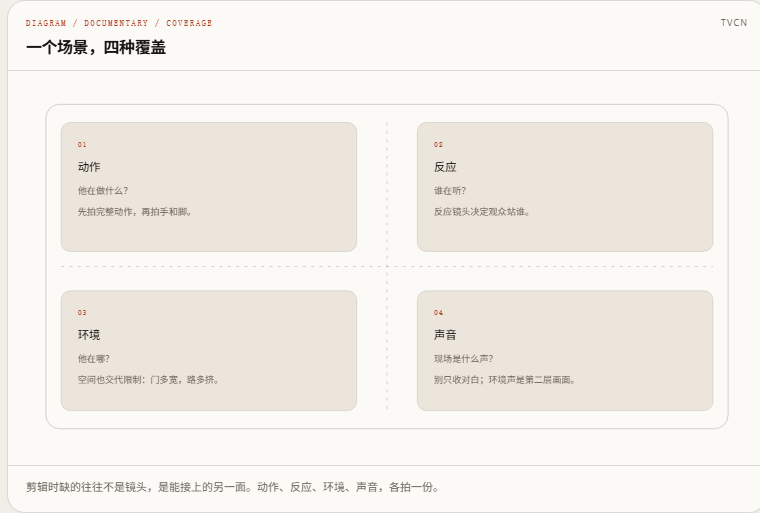 DIAGRAM / DOCUMENTARY / COVERAGE
TVCN
一个场景，四种覆盖
01
动作
他在做什么？
先拍完整动作，再拍手和脚。
02
反应
谁在听？
反应镜头决定观众站谁。
03
环境
他在哪？
空间也交代限制：门多宽，路多挤。
04
声音
现场是什么声？
别只收对白；环境声是第二层画面。
剪辑时缺的往往不是镜头，是能接上的另一面。动作、反应、环境、声音，各拍一份。